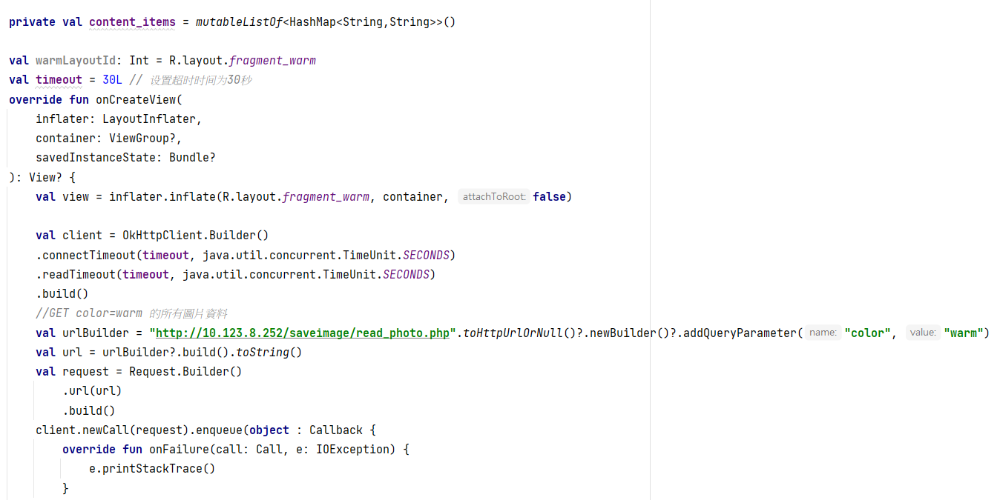 private val content_items = mutableListOf<HashMap<String,String>>()
val warmLayoutId: Int = R.layout.fragment_warm
val timeout = 30L // 设置超时时间为30秒
override fun onCreateView(
inflater: LayoutInflater,
container: ViewGroup?,
savedInstanceState: Bundle?
): View? {
val view = inflater.inflate(R.layout.fragment_warm, container, attachToRoot: false)
val client = OkHttpClient.Builder()
.connectTimeout(timeout, java.util.concurrent.TimeUnit.SECONDS)
.readTimeout(timeout, java.util.concurrent.TimeUnit.SECONDS)
.build()
//GET color=warm 的所有圖片資料
val urlBuilder = "http://10.123.8.252/saveimage/read_photo.php".toHttpUrlOrNull()?.newBuilder()?.addQueryParameter( name: "color", value: "warm")
val url = urlBuilder?.build().toString()
val request = Request.Builder()
.url(url)
.build()
client.newCall(request).enqueue(object : Callback {
override fun onFailure(call: Call, e: IOException) {
e.printStackTrace()
}